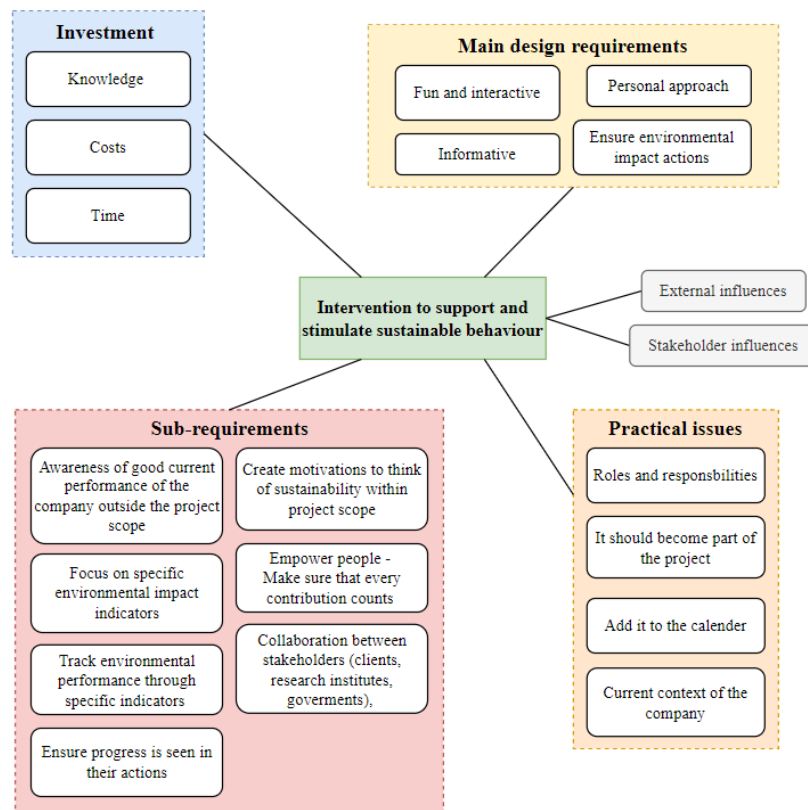 Investment
Knowledge
Costs
Time
Main design requirements
Fun and interactive
Personal approach
Informative
Ensure environmental
impact actions
Intervention to support and
stimulate sustainable behaviour
External influences
Stakeholder influences
Sub-requirements
Awareness of good current
performance of the
company outside the project
scope
Create motivations to think
of sustainability within
project scope
Focus on specific
environmental impact
indicators
Empower people -
Make sure that every
contribution counts
Track environmental
performance through
specific indicators
Collaboration between
stakeholders (clients,
research institutes,
goverments),
Ensure progress is seen in
their actions
Practical issues
Roles and responsbilities
It should become part of
the project
Add it to the calender
Current context of the
company